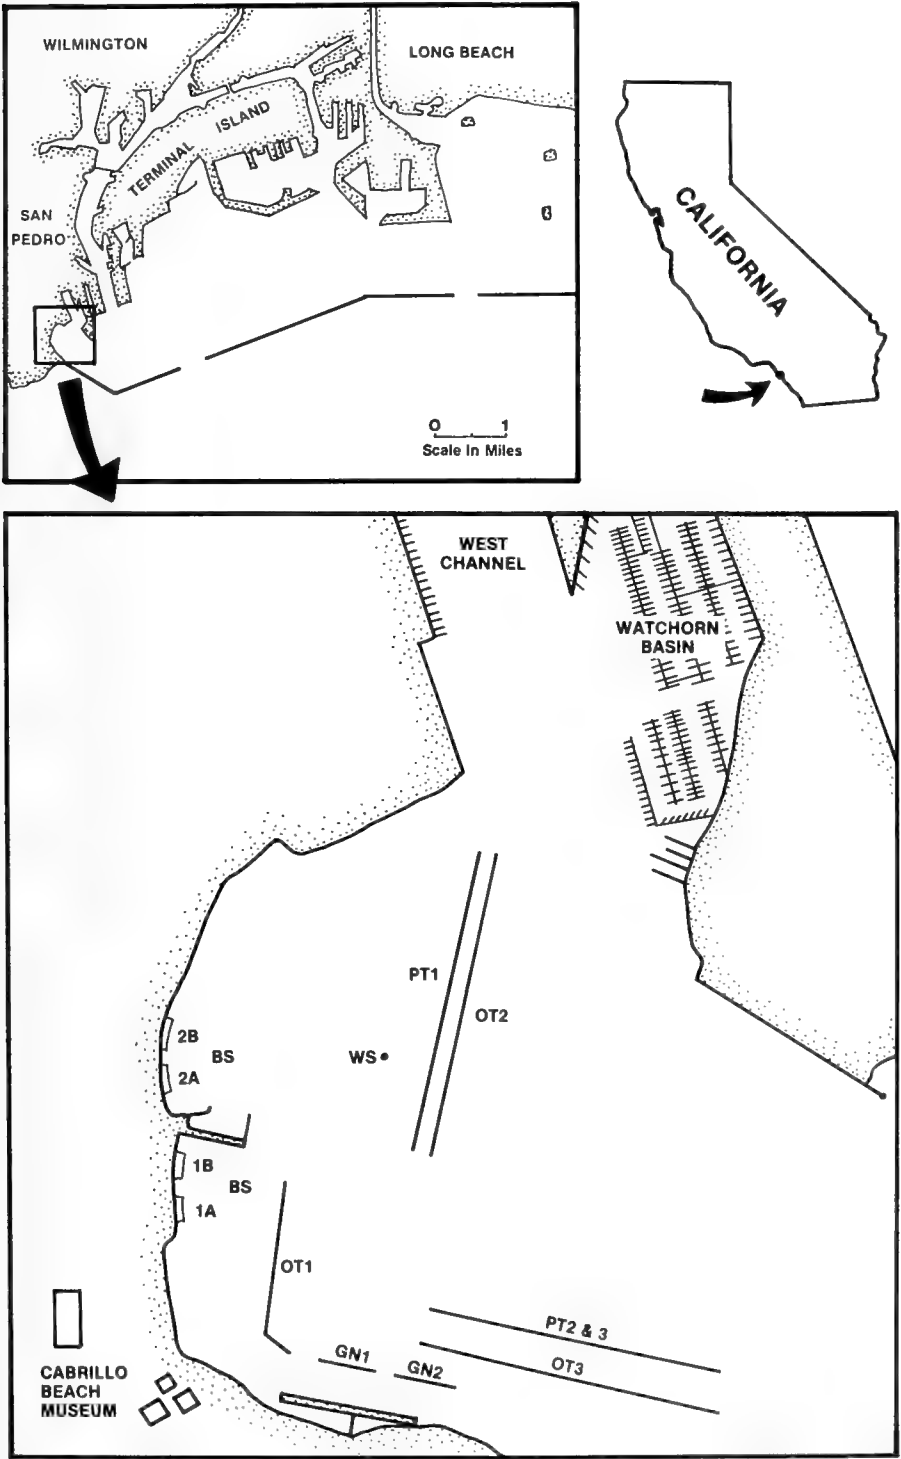 WILMINGTON
LONG BEACH
TERMINAL ISLAND
SAN
PEDRO
0 1
Scale In Miles
CALIFORNIA
WEST
CHANNEL
WATCHORN
BASIN
PT1
OT2
2B
BS
WS
2A
1B
BS
1A
OT1
PT2 & 3
GN1
OT3
GN2
CABRILLO
BEACH
MUSEUM